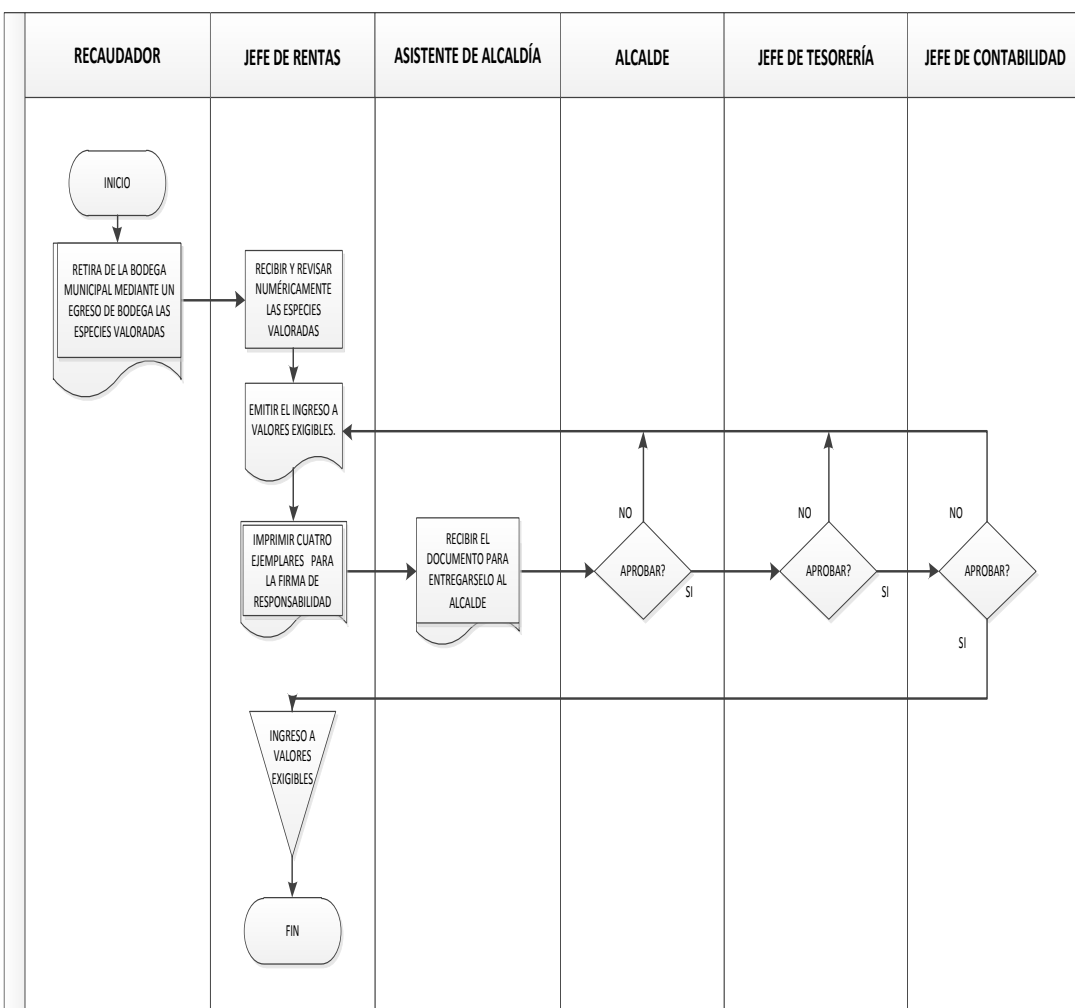 RECAUDADOR
JEFE DE RENTAS
ASISTENTE DE ALCALDÍA
ALCALDE
JEFE DE TESORERÍA
JEFE DE CONTABILIDAD
INICIO
RETIRA DE LA BODEGA
MUNICIPAL MEDIANTE UN
EGRESO DE BODEGA LAS
ESPECIES VALORADAS
RECIBIR Y REVISAR
NUMÉRICAMENTE
LAS ESPECIES
VALORADAS
EMITIR EL INGRESO A
VALORES EXIGIBLES.
IMPRIMIR CUATRO
EJEMPLARES PARA
LA FIRMA DE
RESPONSABILIDAD
RECIBIR EL
DOCUMENTO PARA
ENTREGARSELO AL
ALCALDE
NO
APROBAR?
SI
NO
APROBAR?
SI
NO
APROBAR?
SI
INGRESO A
VALORES
EXIGIBLES
FIN